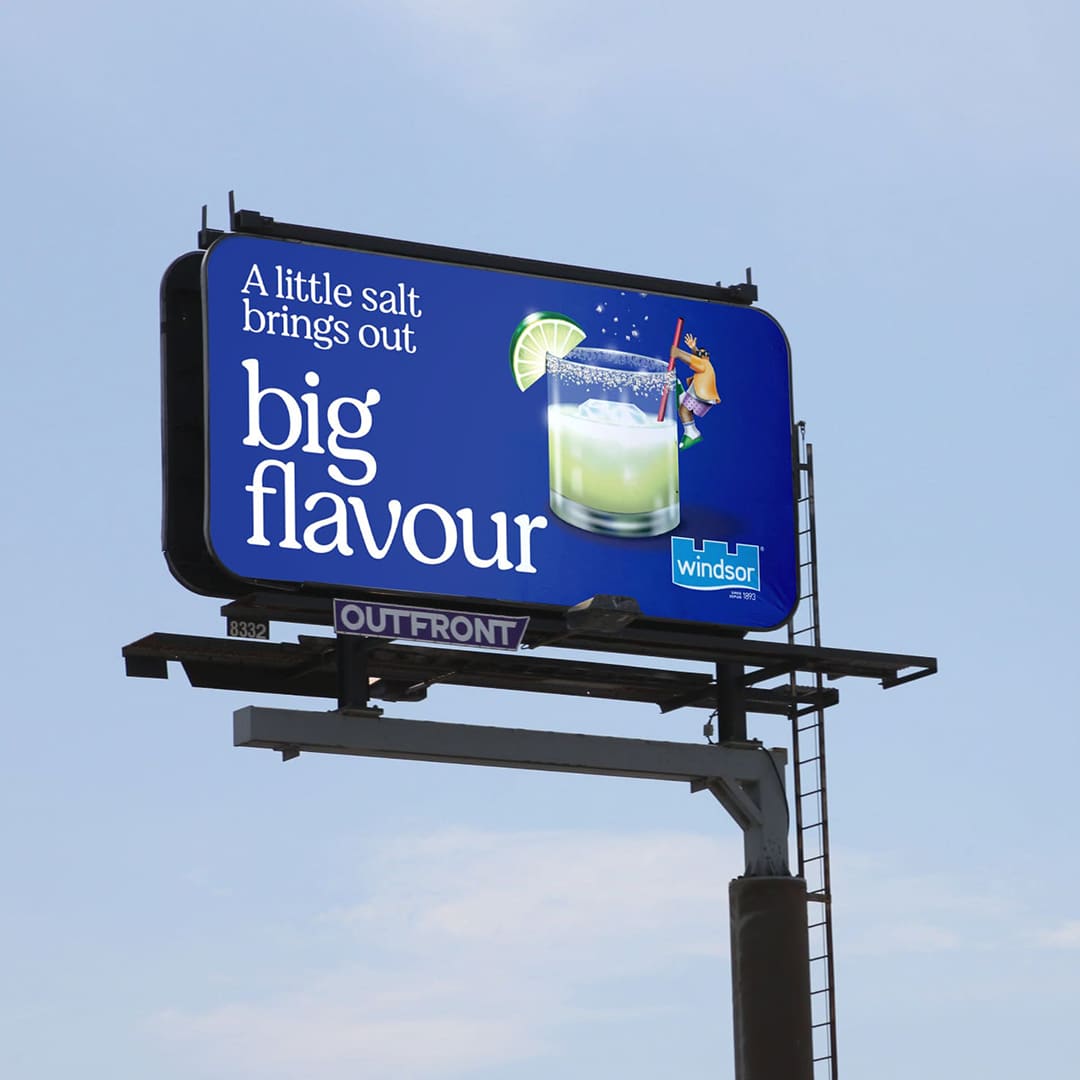 A little salt
brings out
big
flavour
windsor
SINCE
DEPUIS 1893
8332
OUTFRONT